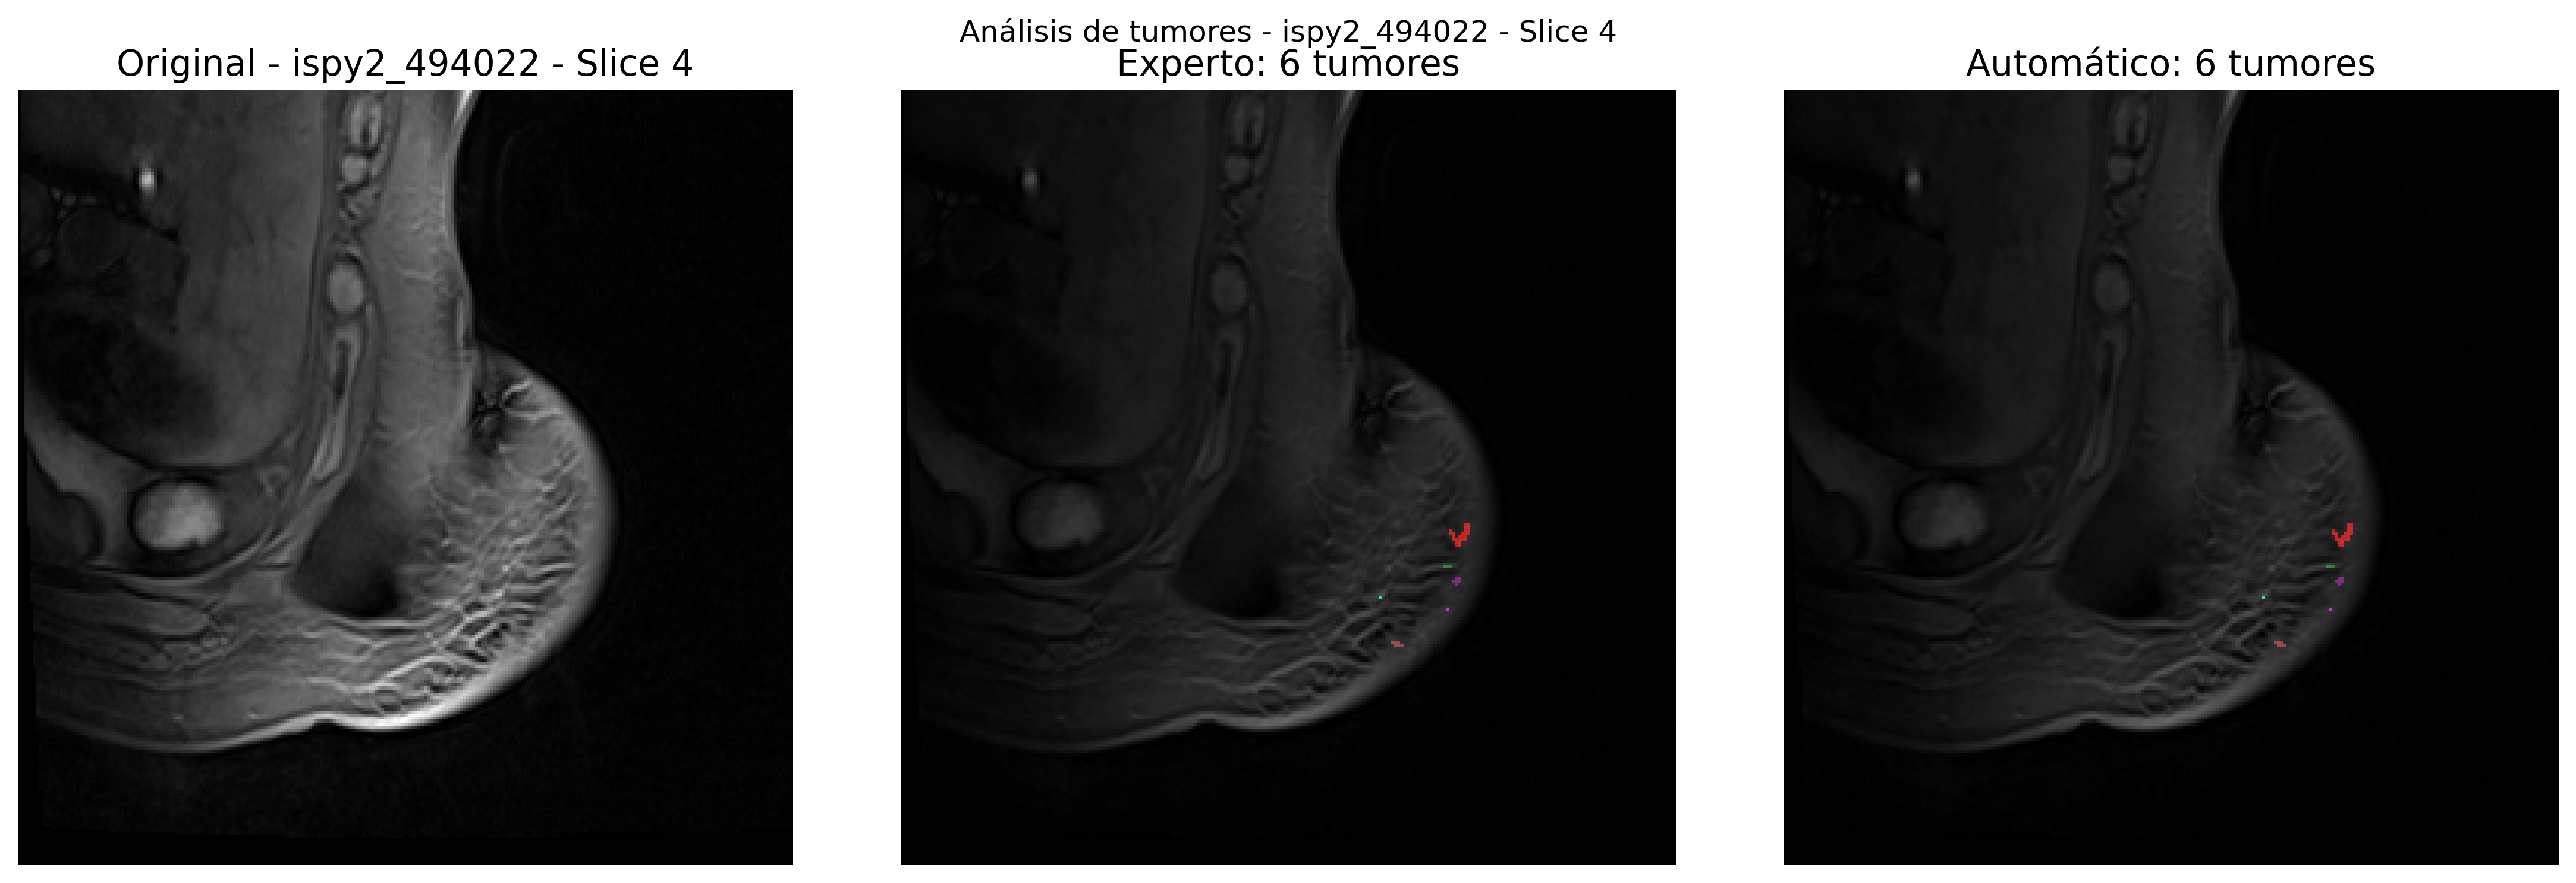 Análisis de tumores - ispy2_494022 - Slice 4
Original - ispy2_494022 - Slice 4
Experto: 6 tumores
Automático: 6 tumores